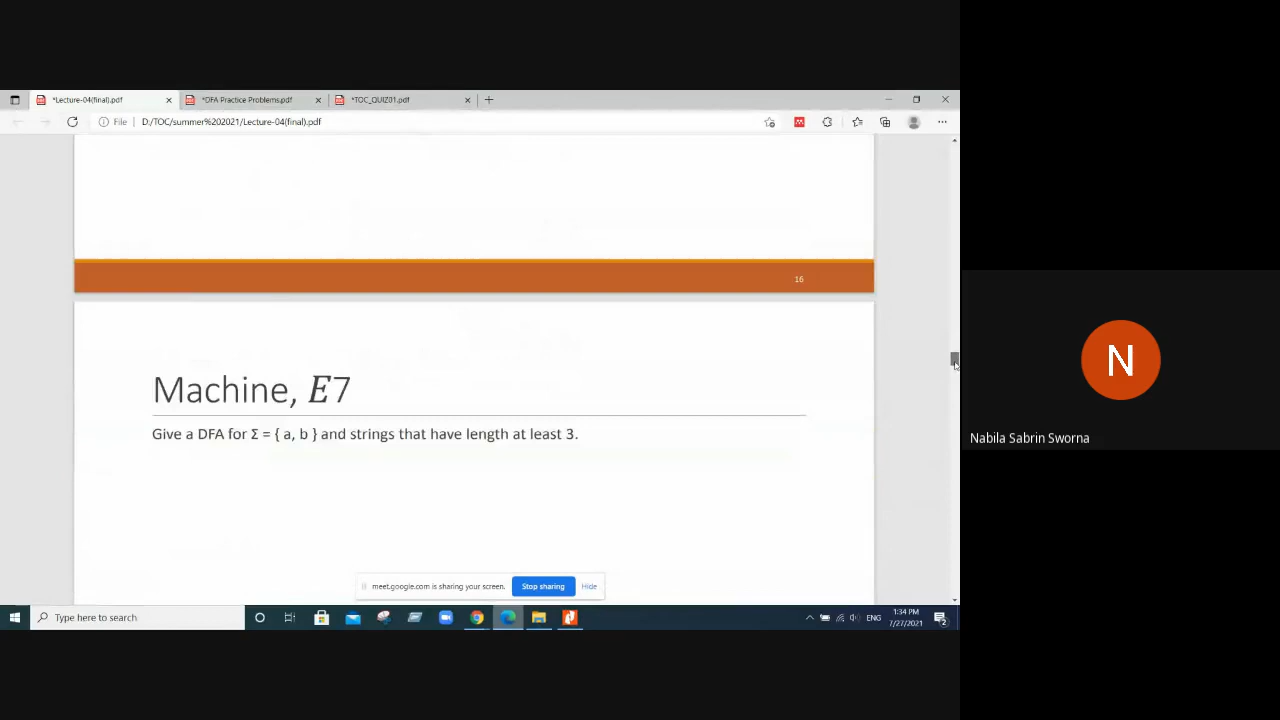 *Lecture-04(final).pdf
*DFA Practice Problems.pdf
*TOC_QUIZ01.pdf
File
D:/TOC/summer%202021/Lecture-04(final).pdf
16
Machine, E7
Give a DFA for Σ = { a, b } and strings that have length at least 3.
N
Nabila Sabrin Sworna
meet.google.com is sharing your screen.
Stop sharing
Hide
Type here to search
ENG
1:34 PM
7/27/2021
2